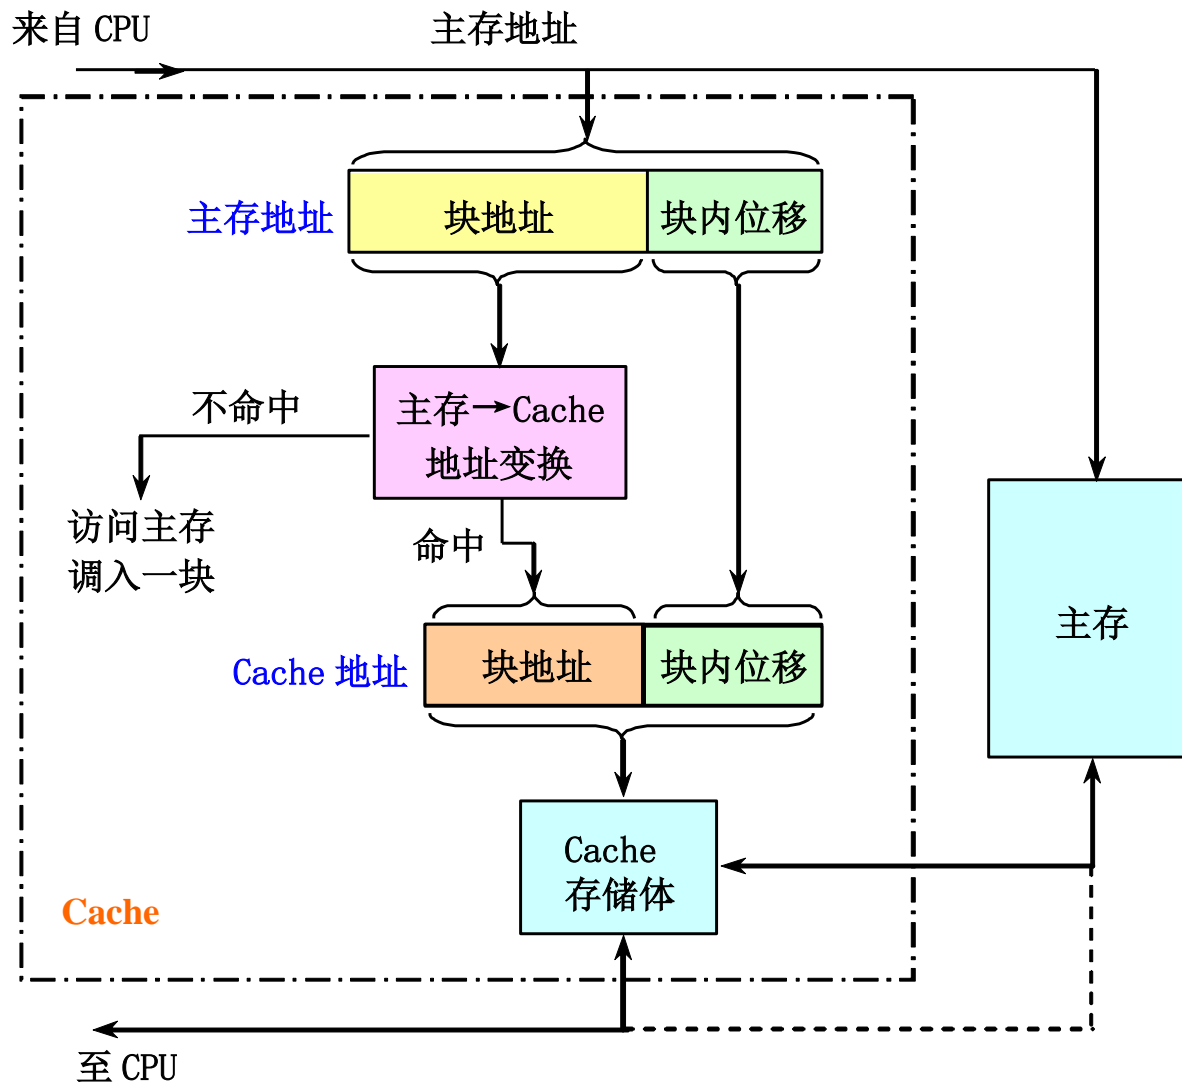 来自 CPU
主存地址
主存地址
块地址
块内位移
不命中
主存→Cache
地址变换
访问主存
调入一块
命中
主存
Cache 地址
块地址
块内位移
Cache
存储体
Cache
至 CPU